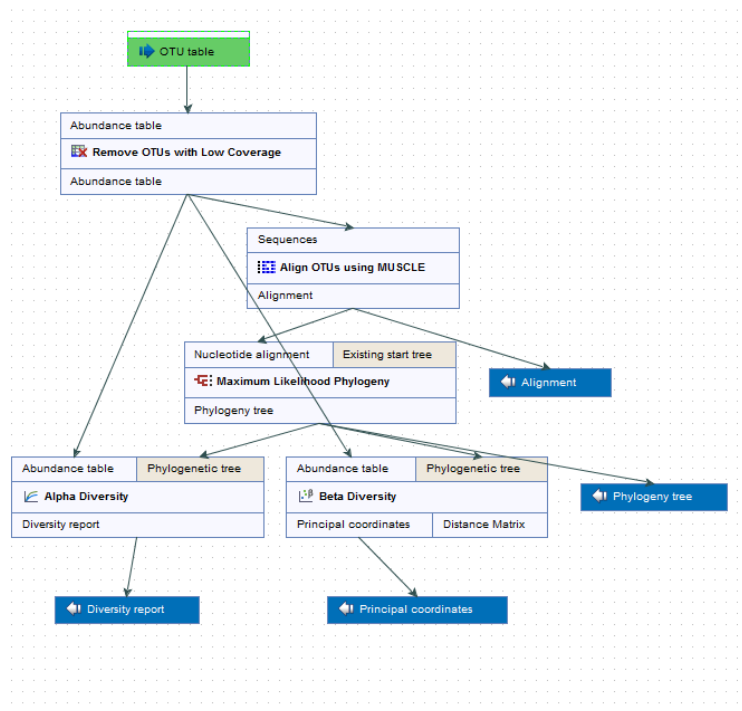 OTU table
Abundance table
Remove OTUs with Low Coverage
Abundance table
Sequences
Align OTUs using MUSCLE
Alignment
Nucleotide alignment Existing start tree
Maximum Likelihood Phylogeny
Phylogeny tree
Alignment
Abundance table Phylogenetic tree
Alpha Diversity
Diversity report
Abundance table Phylogenetic tree
Beta Diversity
Principal coordinates Distance Matrix
Phylogeny tree
Diversity report
Principal coordinates